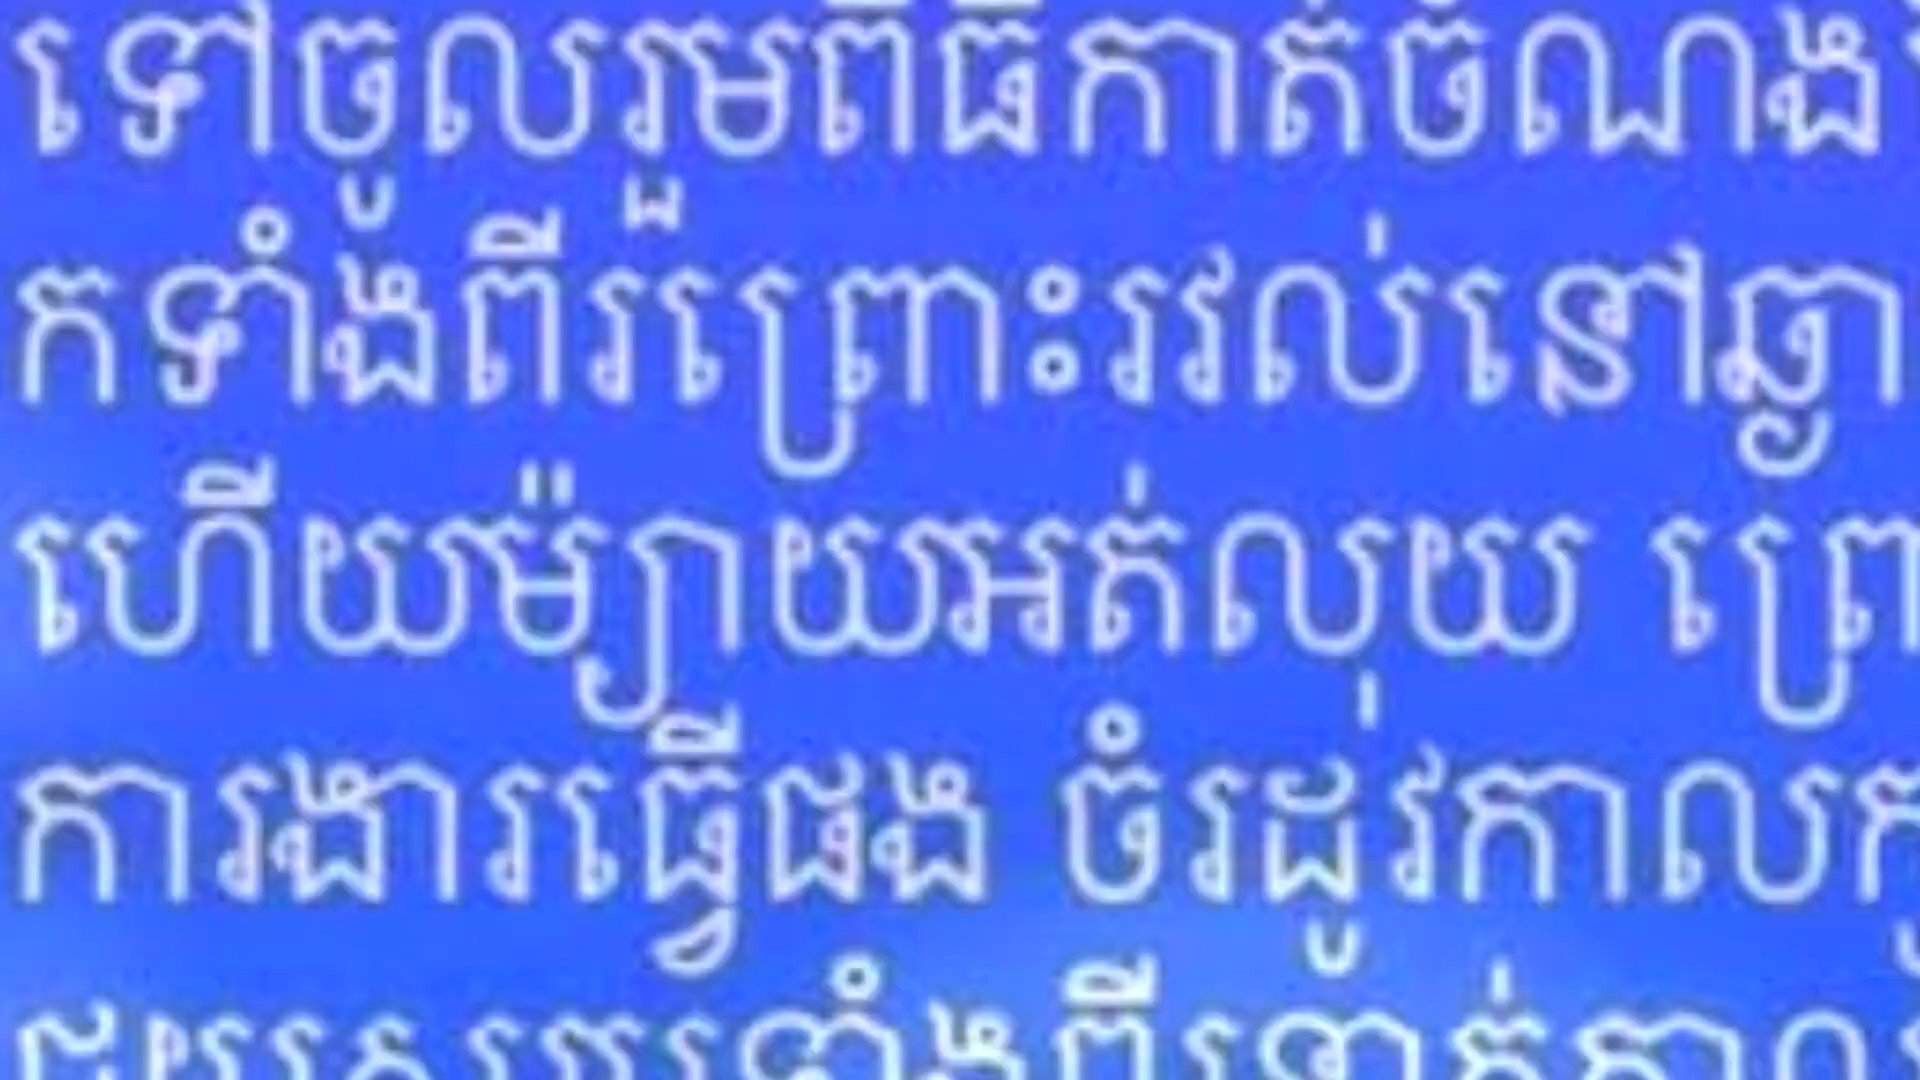 ទៅចូលរួមពិធីកាត់ចំណង
កទាំងពីរព្រោះរវល់នៅឆ្ងា
ហើយម៉្យាយអត់លុយ ព្រោ
ការងារធ្វើផង ចំរដូវកាលក